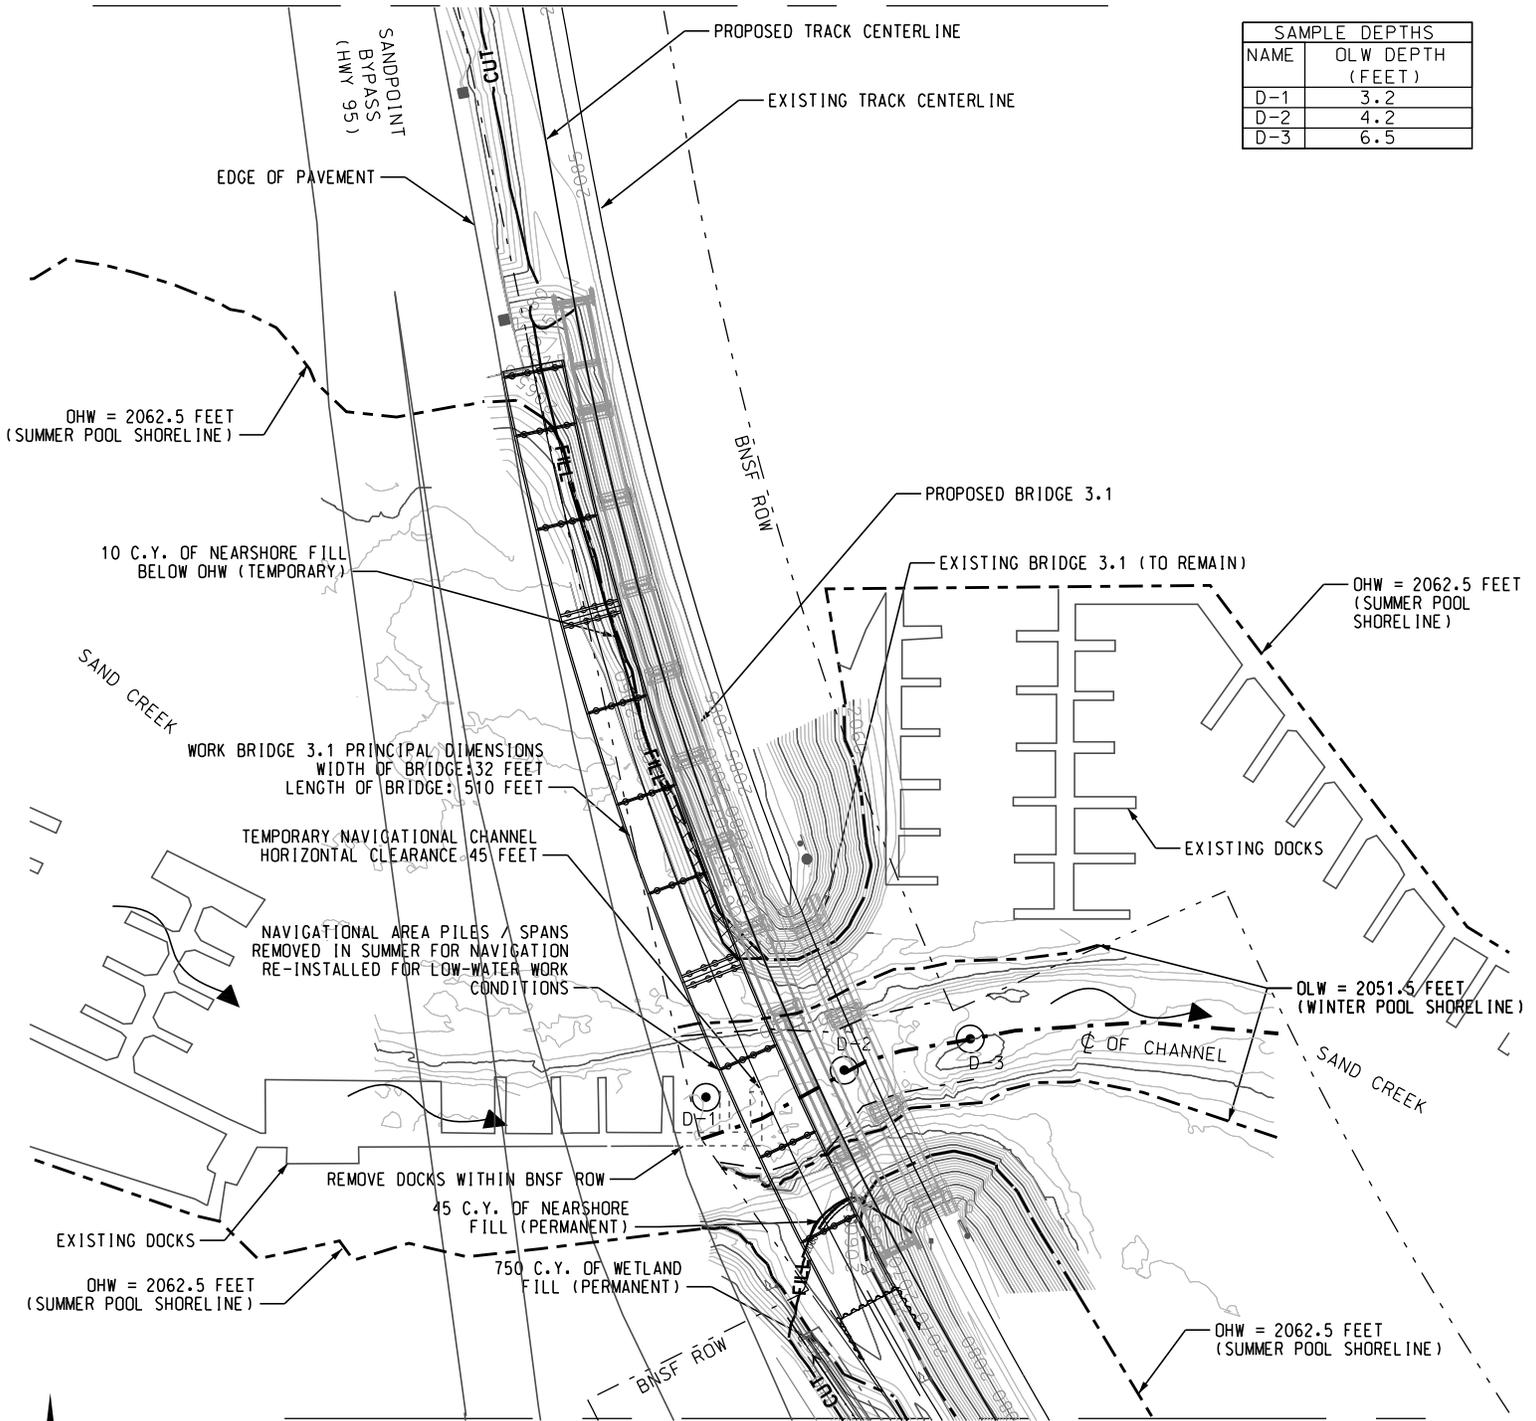 SAMPLE DEPTHS
NAME OLW DEPTH
(FEET)
D-1 3.2
D-2 4.2
D-3 6.5
PROPOSED TRACK CENTERLINE
EXISTING TRACK CENTERLINE
SANDPOINT
BYPASS
(HWY 95)
CUT
2085
EDGE OF PAVEMENT
OHW = 2062.5 FEET
(SUMMER POOL SHORELINE)
FILL
BNSF ROW
PROPOSED BRIDGE 3.1
EXISTING BRIDGE 3.1 (TO REMAIN)
10 C.Y. OF NEARSHORE FILL
BELOW OHW (TEMPORARY)
OHW = 2062.5 FEET
(SUMMER POOL
SHORELINE)
SAND CREEK
2085
2085
2080
2060
WORK BRIDGE 3.1 PRINCIPAL DIMENSIONS
WIDTH OF BRIDGE:32 FEET
LENGTH OF BRIDGE: 510 FEET
FILL
TEMPORARY NAVIGATIONAL CHANNEL
HORIZONTAL CLEARANCE 45 FEET
EXISTING DOCKS
NAVIGATIONAL AREA PILES / SPANS
REMOVED IN SUMMER FOR NAVIGATION
RE-INSTALLED FOR LOW-WATER WORK
CONDITIONS
OLW = 2051.5 FEET
(WINTER POOL SHORELINE)
D-2
D-3
℄ OF CHANNEL
SAND CREEK
D-1
REMOVE DOCKS WITHIN BNSF ROW
45 C.Y. OF NEARSHORE
FILL (PERMANENT)
EXISTING DOCKS
750 C.Y. OF WETLAND
FILL (PERMANENT)
FILL
OHW = 2062.5 FEET
(SUMMER POOL SHORELINE)
OHW = 2062.5 FEET
(SUMMER POOL SHORELINE)
BNSF ROW
CUT
2070
2080